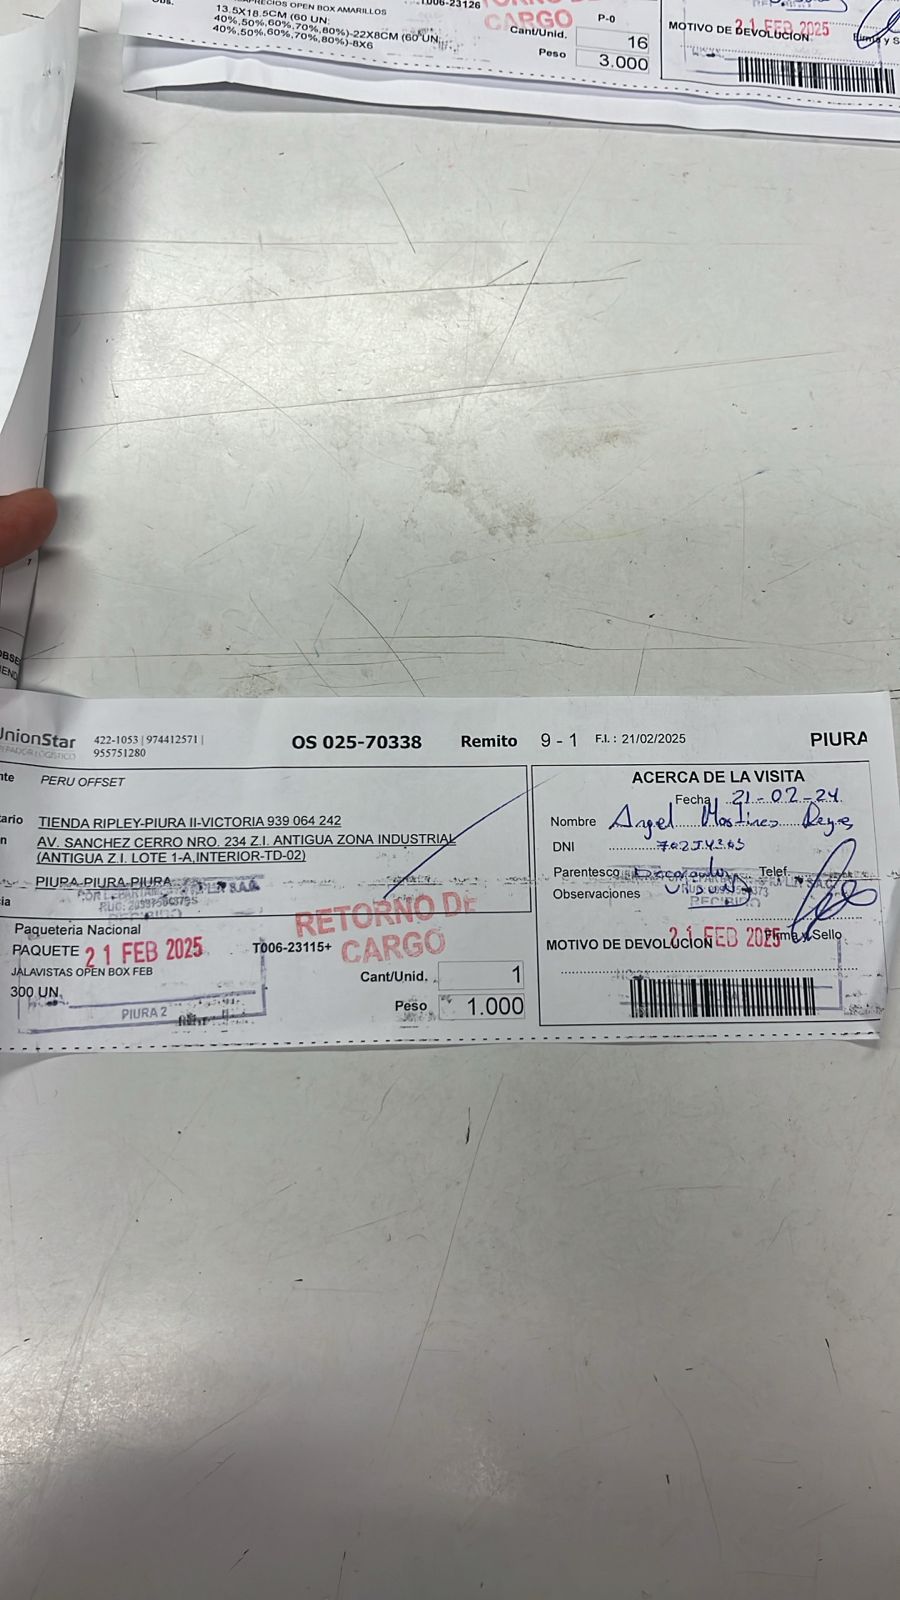 PRECIOS OPEN BOX AMARILLOS
13.5X18.5CM (60 UN:
40%,50%,60%,70%,80%)-22X8CM (60 UN,
40%,50%,60%,70%,80%)-8X6
T006-23126
CARGO
P-0
Cant/Unid. 16
Peso 3.000
MOTIVO DE DEVOLUCION
21 FEB 2025
UnionStar
422-1053 | 974412571 |
955751280
OS 025-70338 Remito 9 - 1 F.I. : 21/02/2025 PIURA
PERU OFFSET
TIENDA RIPLEY-PIURA II-VICTORIA 939 064 242
AV. SANCHEZ CERRO NRO. 234 Z.I. ANTIGUA ZONA INDUSTRIAL
(ANTIGUA Z.I. LOTE 1-A,INTERIOR-TD-02)
PIURA-PIURA-PIURA
Paqueteria Nacional
PAQUETE 21 FEB 2025
JALAVISTAS OPEN BOX FEB
300 UN.
PIURA 2
T006-23115+
RETORNO DE
CARGO
Cant/Unid. 1
Peso 1.000
ACERCA DE LA VISITA
Fecha 21-02-24
Nombre Angel Martines Reyes
DNI
Parentesco Telef.
Observaciones
RECIBIDO
Firma y Sello
MOTIVO DE DEVOLUCION 21 FEB 2025